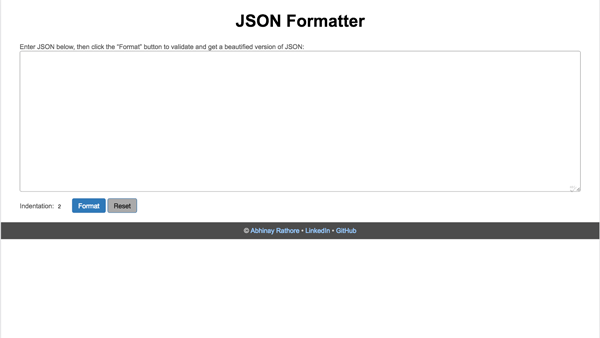 JSON Formatter
Enter JSON below, then click the "Format" button to validate and get a beautified version of JSON:
Indentation: 2 Format Reset
© Abhinay Rathore • LinkedIn • GitHub